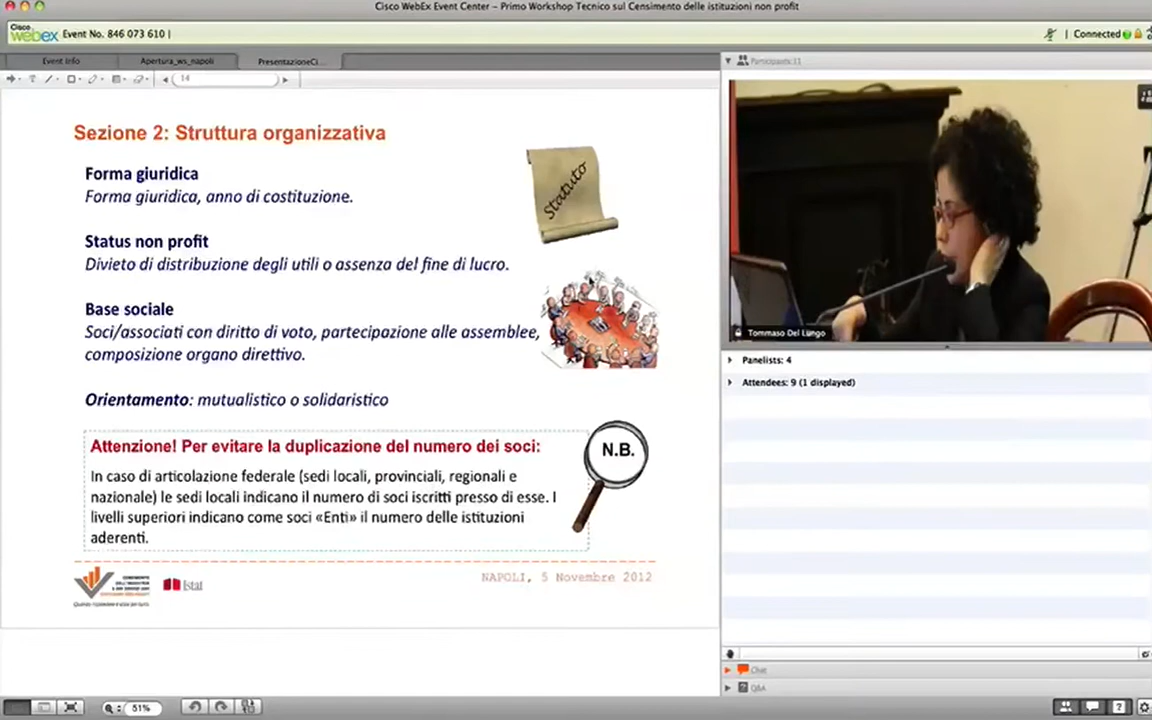 Cisco WebEx Event Center – Primo Workshop Tecnico sul Censimento delle istituzioni non profit
Cisco webex Event No. 846 073 610 |
| Connected
Event Info
Apertura_ws_napoli
PresentazioneCi...
14
Participants: 11
Sezione 2: Struttura organizzativa
Forma giuridica
Forma giuridica, anno di costituzione.
Statuto
Status non profit
Divieto di distribuzione degli utili o assenza del fine di lucro.
Base sociale
Soci/associati con diritto di voto, partecipazione alle assemblee,
composizione organo direttivo.
Orientamento: mutualistico o solidaristico
Attenzione! Per evitare la duplicazione del numero dei soci:
N.B.
In caso di articolazione federale (sedi locali, provinciali, regionali e
nazionale) le sedi locali indicano il numero di soci iscritti presso di esse. I
livelli superiori indicano come soci «Enti» il numero delle istituzioni
aderenti.
Istat
NAPOLI, 5 Novembre 2012
Tommaso Del Lungo
Panelists: 4
Attendees: 9 (1 displayed)
Chat
Q&A
51%